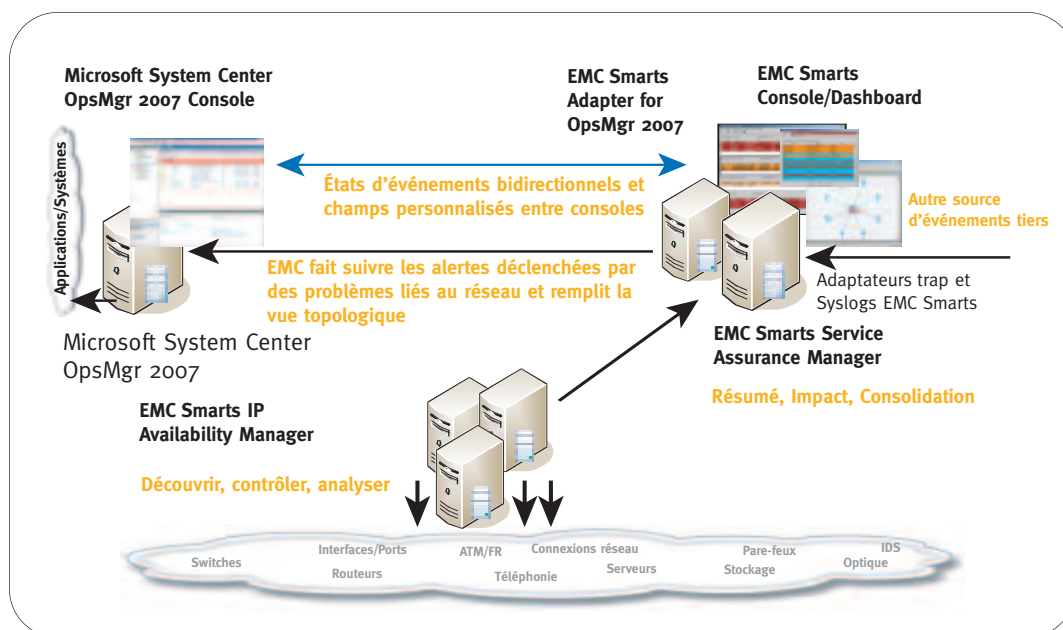 Microsoft System Center
OpsMgr 2007 Console
EMC Smarts
Adapter for
OpsMgr 2007
EMC Smarts
Console/Dashboard
Applications/Systèmes
États d’événements bidirectionnels et
champs personnalisés entre consoles
Autre source
d’événements tiers
EMC fait suivre les alertes déclenchées par
des problèmes liés au réseau et remplit la
vue topologique
Adaptateurs trap et
Syslogs EMC Smarts
Microsoft System Center
OpsMgr 2007
EMC Smarts Service
Assurance Manager
Résumé, Impact, Consolidation
EMC Smarts IP
Availability Manager
Découvrir, contrôler, analyser
Switches
Interfaces/Ports
Routeurs
ATM/FR
Téléphonie
Connexions réseau
Serveurs
Pare-feux
Stockage
IDS
Optique